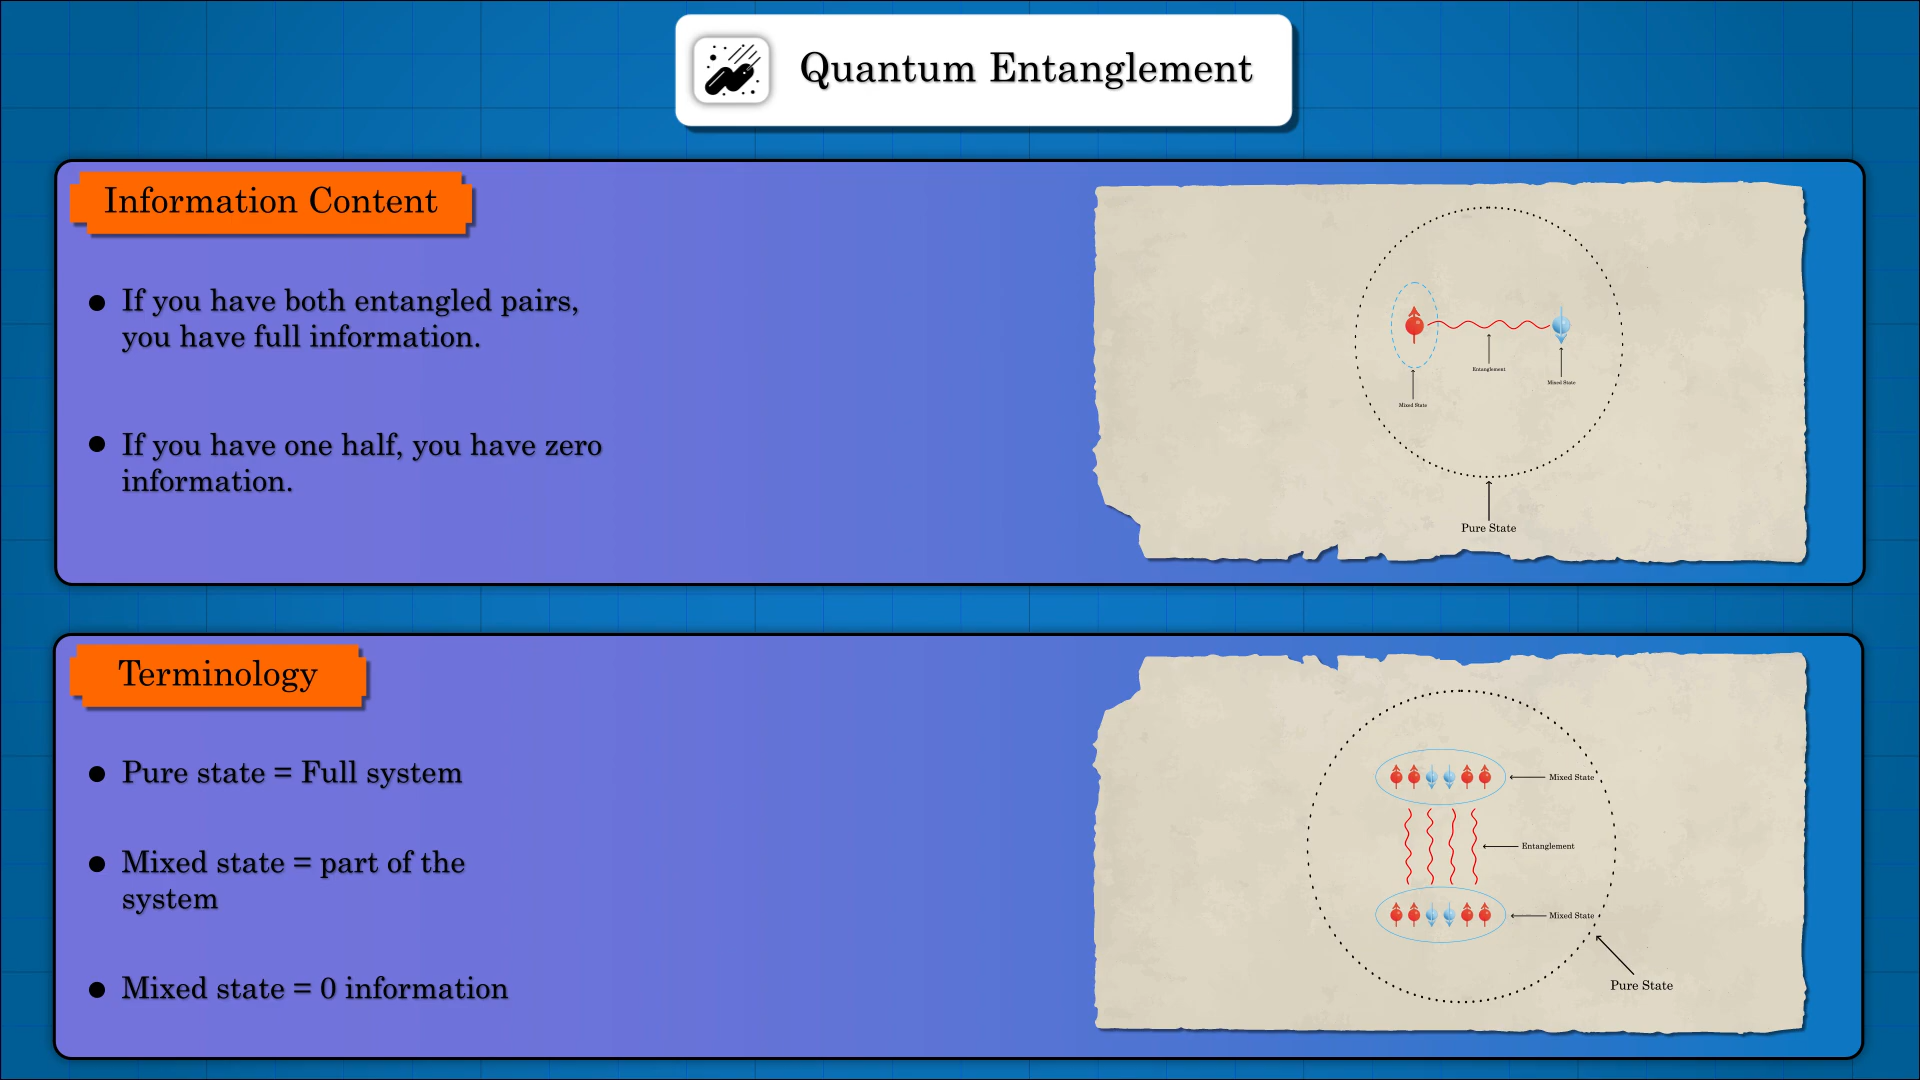 Quantum Entanglement
Information Content
● If you have both entangled pairs,
you have full information.
● If you have one half, you have zero
information.
Entanglement
Mixed State
Mixed State
Pure State
Terminology
● Pure state = Full system
● Mixed state = part of the
system
● Mixed state = 0 information
Mixed State
Entanglement
Mixed State
Pure State